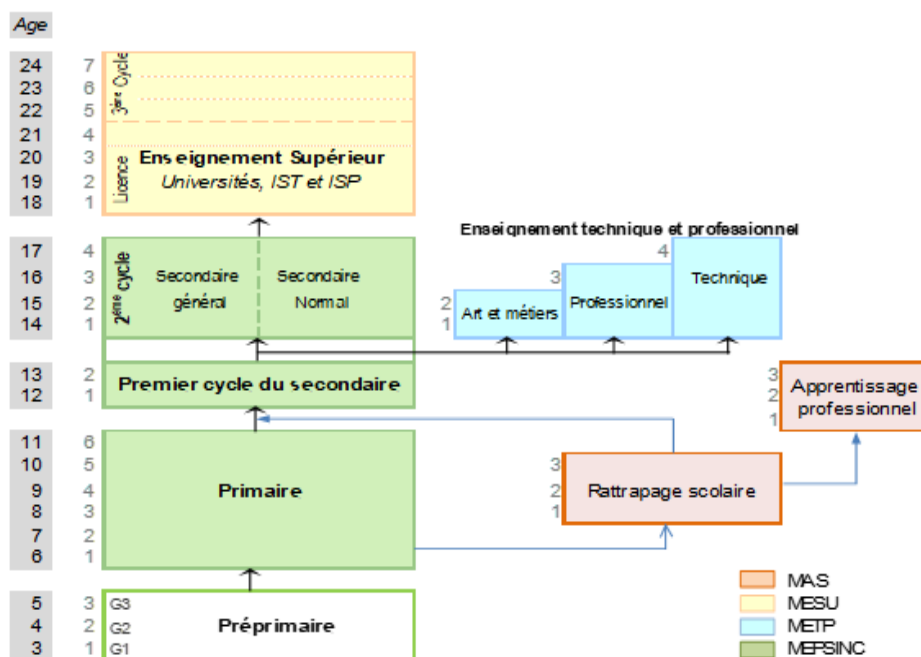 Age
24 7
23 6
22 5
3ème Cycle
21 4
20 3
19 2
18 1
Licence
Enseignement Supérieur
Universités, IST et ISP
17 4
16 3
15 2
14 1
2ème cycle
Secondaire général
Secondaire Normal
Enseignement technique et professionnel
2
1
Art et métiers
3
Professionnel
4
Technique
13 2
12 1
Premier cycle du secondaire
3
2
1
Apprentissage professionnel
11 6
10 5
9 4
8 3
7 2
6 1
Primaire
3
2
1
Rattrapage scolaire
5 3 G3
4 2 G2
3 1 G1
Préprimaire
MAS
MESU
METP
MEPSINC